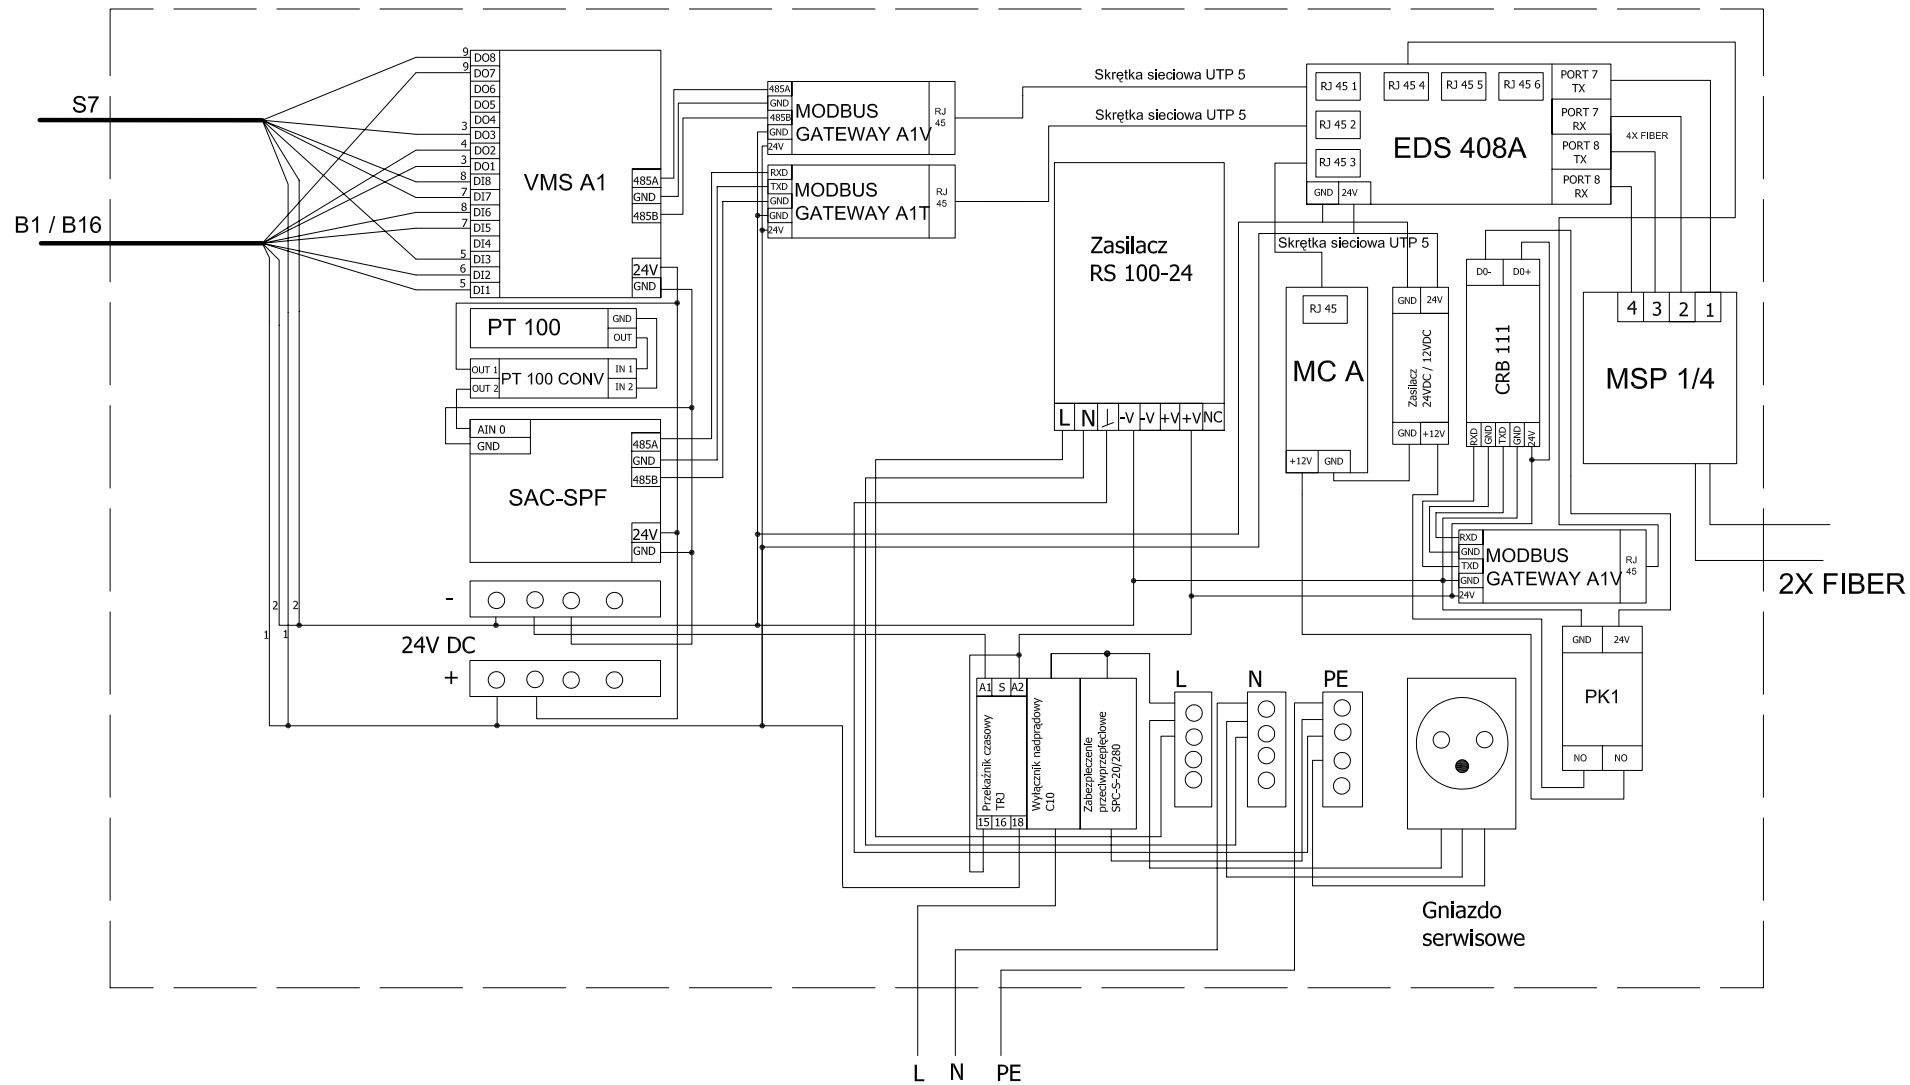 S7
B1 / B16
9
9
3
4
3
8
7
8
7
5
6
5
DO8
DO7
DO6
DO5
DO4
DO3
DO2
DO1
DI8
DI7
DI6
DI5
DI4
DI3
DI2
DI1
VMS A1
485A
GND
485B
24V
GND
PT 100
GND
OUT
OUT 1
OUT 2
PT 100 CONV
IN 1
IN 2
AIN 0
GND
SAC-SPF
485A
GND
485B
24V
GND
-
24V DC
+
2
2
1
1
485A
GND
485B
GND
24V
MODBUS
GATEWAY A1V
RJ
45
RXD
TXD
GND
GND
24V
MODBUS
GATEWAY A1T
RJ
45
Skrętka sieciowa UTP 5
Skrętka sieciowa UTP 5
Zasilacz
RS 100-24
L
N
-V
-V
+V
+V
NC
RJ 45 1
RJ 45 4
RJ 45 5
RJ 45 6
RJ 45 2
RJ 45 3
EDS 408A
GND
24V
PORT 7
TX
PORT 7
RX
PORT 8
TX
PORT 8
RX
4X FIBER
Skrętka sieciowa UTP 5
RJ 45
MC A
+12V
GND
GND
24V
Zasilacz
24VDC / 12VDC
GND
+12V
D0-
D0+
CRB 111
RXD
GND
TXD
GND
24V
4
3
2
1
MSP 1/4
2X FIBER
RXD
GND
TXD
GND
24V
MODBUS
GATEWAY A1V
RJ
45
GND
24V
PK1
NO
NO
A1
S
A2
Przekaźnik czasowy
TRJ
15
16
18
Wyłącznik nadprądowy
C10
Zabezpieczenie
przeciwprzepięciowe
SPC-S-20/280
L
N
PE
Gniazdo
serwisowe
L
N
PE